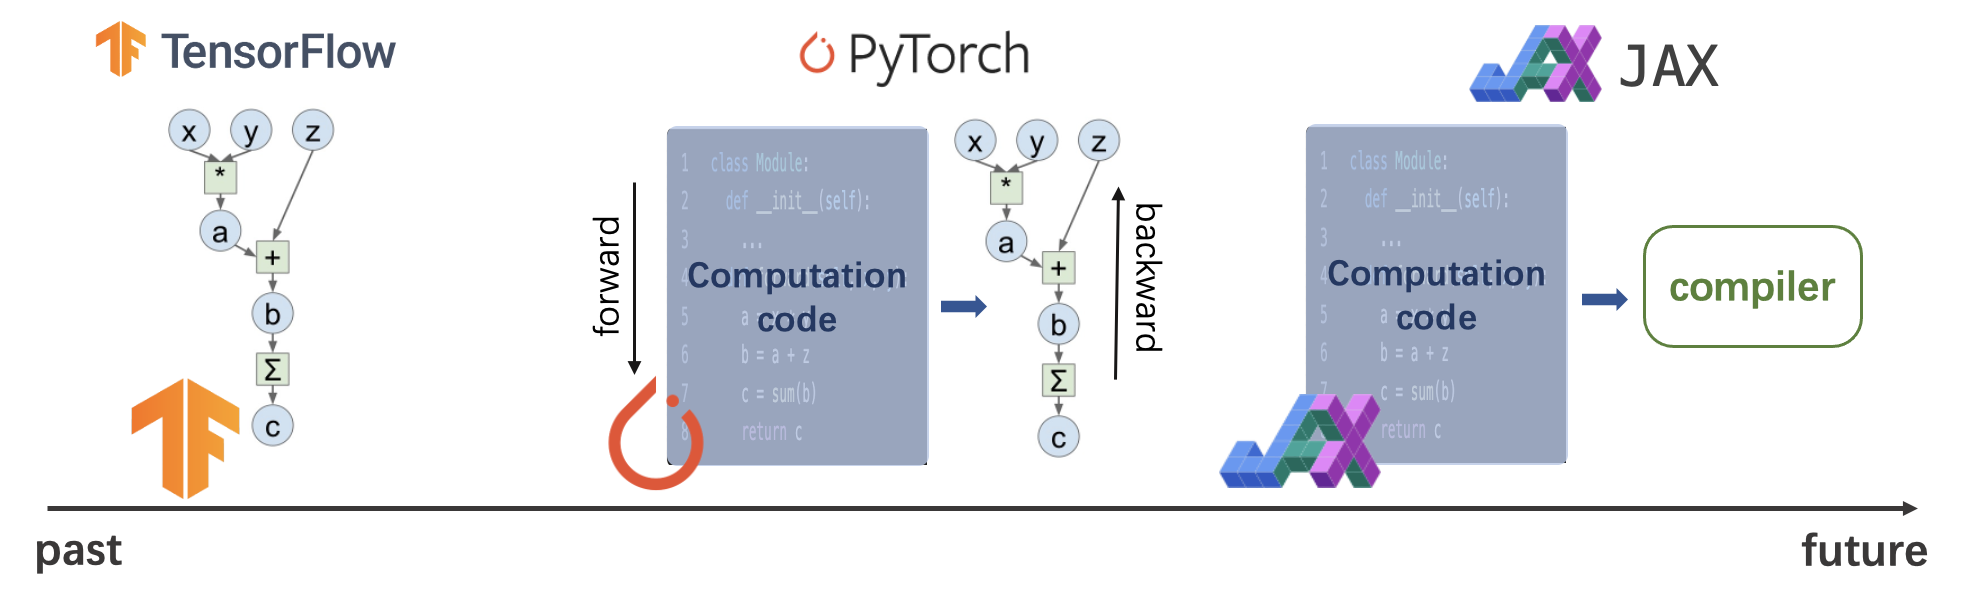 TensorFlow
PyTorch
JAX
x y z
*
a
+
b
Σ
c
forward
1 class Module:
2 def __init__(self):
3 ...
4
Computation
code
5 a
6 b = a + z
7 c = sum(b)
8 return c
x y z
*
a
+
b
Σ
c
backward
1 class Module:
2 def __init__(self):
3 ...
4
Computation
code
5 a
6 b = a + z
7 c = sum(b)
return c
compiler
past
future